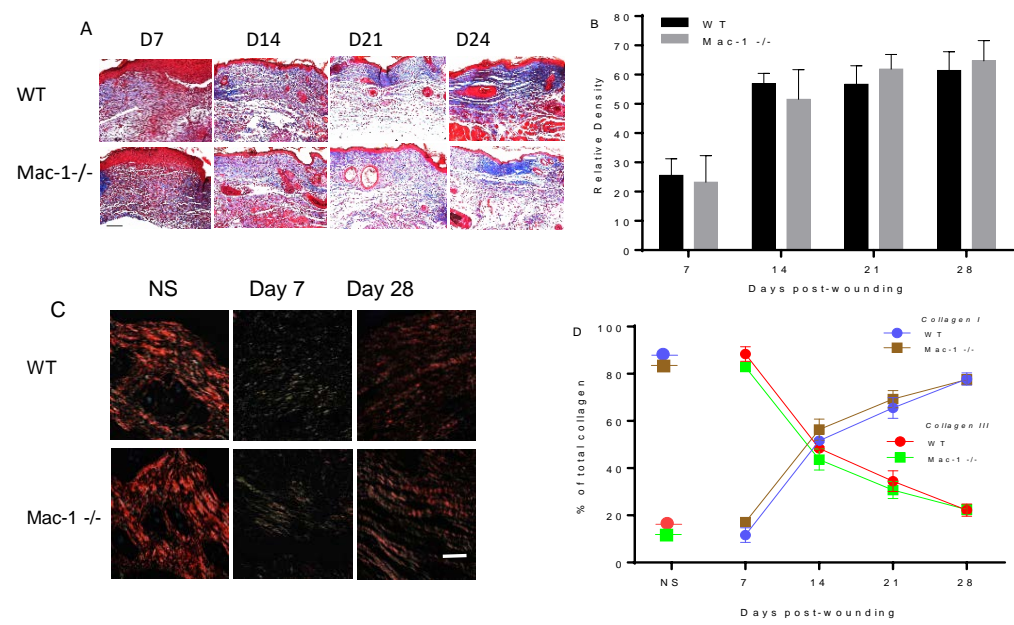 A
D7 D14 D21 D24
WT
Mac-1-/-
B
WT
Mac-1 -/-
Relative Density
80
70
60
50
40
30
20
10
0
7 14 21 28
Days post-wounding
C
NS Day 7 Day 28
WT
Mac-1 -/-
D
Collagen I
WT
Mac-1 -/-
Collagen III
WT
Mac-1 -/-
% of total collagen
100
80
60
40
20
0
NS 7 14 21 28
Days post-wounding